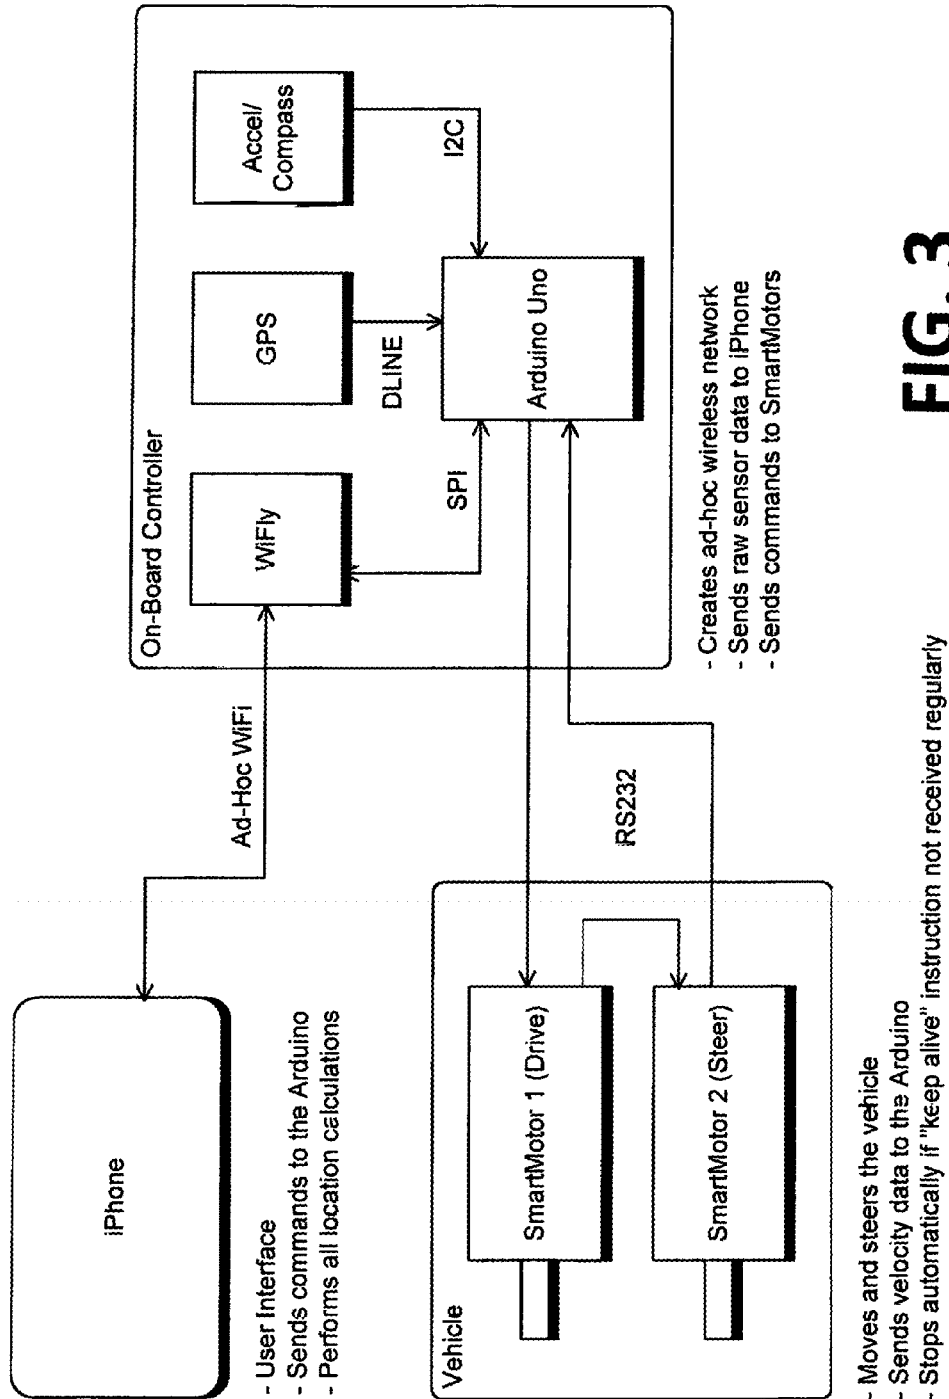 iPhone
- User Interface
- Sends commands to the Arduino
- Performs all location calculations
Ad-Hoc WiFi
On-Board Controller
WiFly
GPS
Accel/
Compass
SPI
DLINE
I2C
Arduino Uno
- Creates ad-hoc wireless network
- Sends raw sensor data to iPhone
- Sends commands to SmartMotors
Vehicle
SmartMotor 1 (Drive)
SmartMotor 2 (Steer)
RS232
- Moves and steers the vehicle
- Sends velocity data to the Arduino
- Stops automatically if "keep alive" instruction not received regularly
FIG. 3